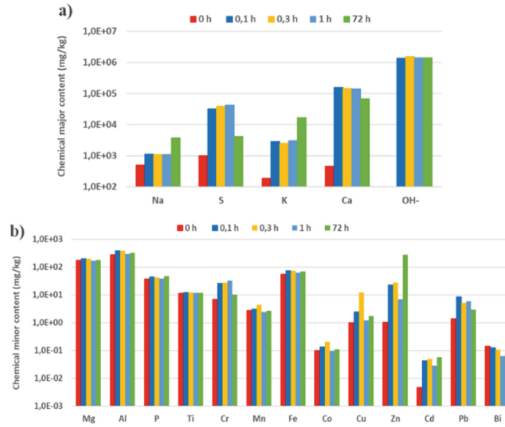 a)
0 h 0,1 h 0,3 h 1 h 72 h
Chemical major content (mg/kg)
1,0E+07
1,0E+06
1,0E+05
1,0E+04
1,0E+03
1,0E+02
Na S K Ca OH-
b)
0 h 0,1 h 0,3 h 1 h 72 h
Chemical minor content (mg/kg)
1,0E+03
1,0E+02
1,0E+01
1,0E+00
1,0E-01
1,0E-02
1,0E-03
Mg Al P Ti Cr Mn Fe Co Cu Zn Cd Pb Bi